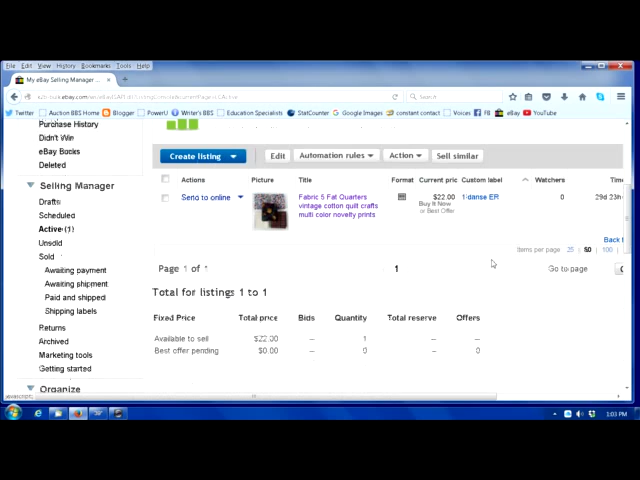 File Edit View History Bookmarks Tools Help
My eBay Selling Manager
Search
Twitter Auction BBS Home Blogger PowerU Writer's BBS Education Specialists StatCounter Google Images constant contact Voices FB eBay YouTube
Purchase History
Didn't Win
eBay Bucks
Deleted
Selling Manager
Drafts
Scheduled
Active (1)
Unsold
Sold
Awaiting payment
Awaiting shipment
Paid and shipped
Shipping labels
Returns
Archived
Marketing tools
Getting started
Organize
Create listing Edit Automation rules Action Sell similar
Actions Picture Title Format Current pric Custom label Watchers Tim
Send to online Fabric 5 Fat Quarters $22.00 0 29d 23h
vintage cotton quilt crafts Buy It Now
multi color novelty prints or Best Offer
Back t
Items per page 25 50 100
Page 1 of 1 1 Go to page
Total for listings 1 to 1
Fixed Price Total price Bids Quantity Total reserve Offers
Available to sell $22.00 -- 1 -- --
Best offer pending $0.00 -- 0 -- 0
1:03 PM